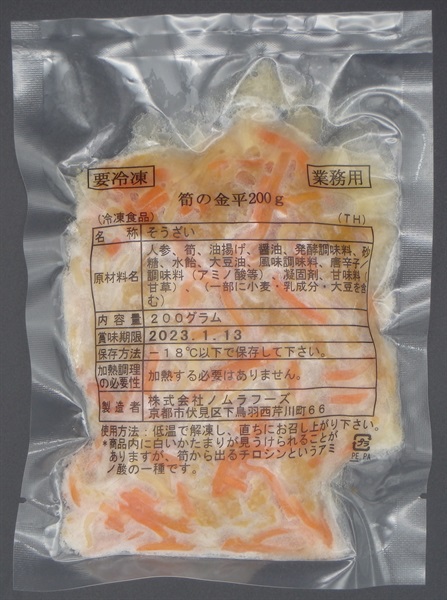 要冷凍 業務用
筍の金平200g
(冷凍食品) (TH)
名 称 そうざい
原材料名 人参、筍、油揚げ、醤油、発酵調味料、砂
糖、水飴、大豆油、風味調味料、唐辛子、
調味料(アミノ酸等)、凝固剤、甘味料(
甘草)、(一部に小麦・乳成分・大豆を含
む)
内 容 量 200グラム
賞味期限 2023.1.13
保存方法 −18℃以下で保存して下さい。
加熱調理
の必要性 加熱する必要はありません。
製造者 株式会社ノムラフーズ
京都市伏見区下鳥羽西芹川町66
使用方法:低温で解凍し、直ちにお召し上がり下さい。
*商品内に白いかたまりが見うけられることが
ありますが、筍から出るチロシンというアミ
ノ酸の一種です。
PE,PA